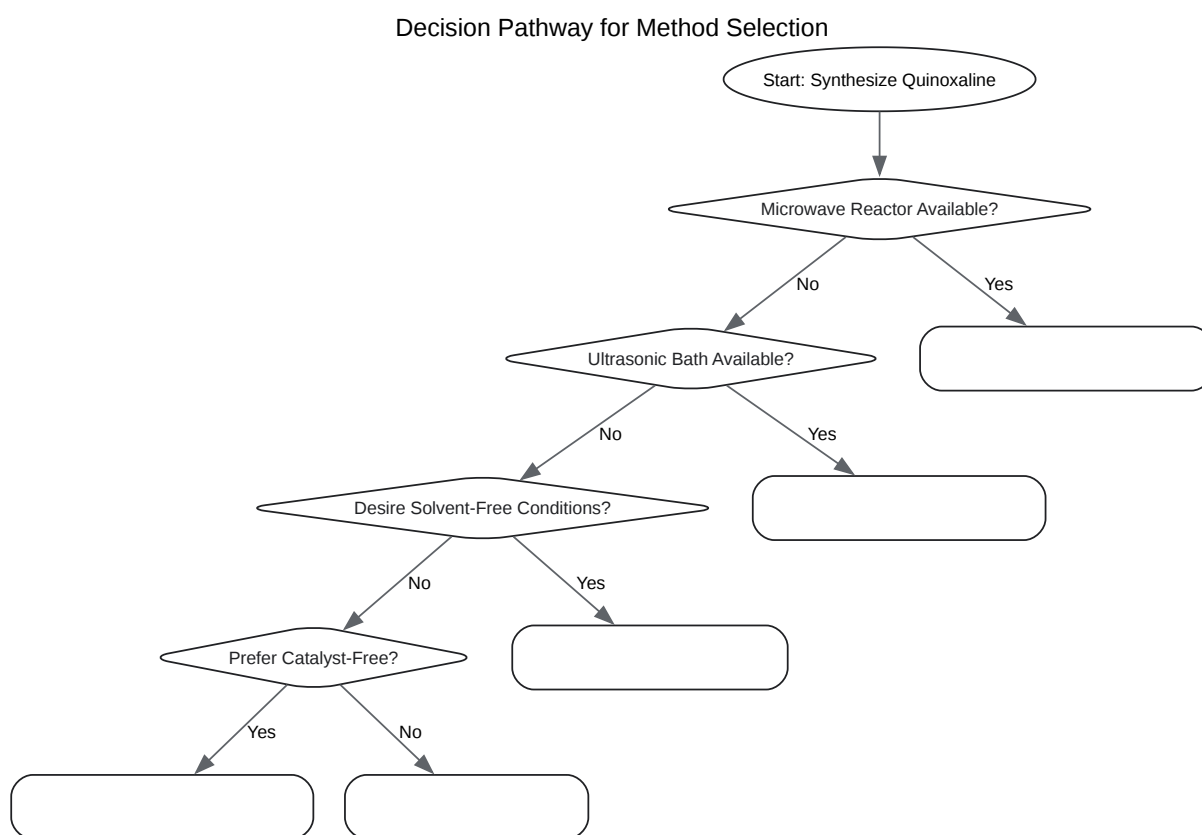 Decision Pathway for Method Selection
Start: Synthesize Quinoxaline
Microwave Reactor Available?
No
Yes
Ultrasonic Bath Available?
No
Yes
Desire Solvent-Free Conditions?
No
Yes
Prefer Catalyst-Free?
Yes
No